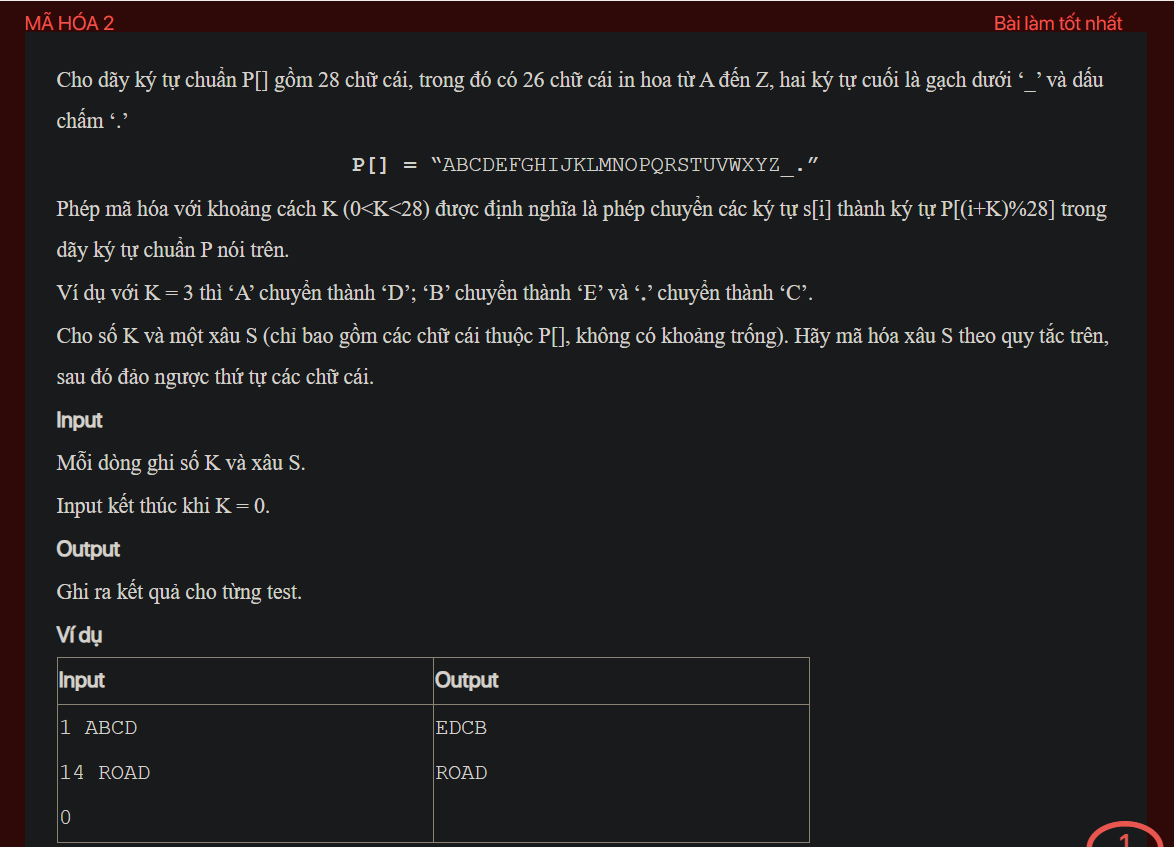 MÃ HÓA 2
Bài làm tốt nhất
Cho dãy ký tự chuẩn P[] gồm 28 chữ cái, trong đó có 26 chữ cái in hoa từ A đến Z, hai ký tự cuối là gạch dưới ‘_’ và dấu
chấm ‘.’
P[] = “ABCDEFGHIJKLMNOPQRSTUVWXYZ_.”
Phép mã hóa với khoảng cách K (0<K<28) được định nghĩa là phép chuyển các ký tự s[i] thành ký tự P[(i+K)%28] trong
dãy ký tự chuẩn P nói trên.
Ví dụ với K = 3 thì ‘A’ chuyển thành ‘D’; ‘B’ chuyển thành ‘E’ và ‘.’ chuyển thành ‘C’.
Cho số K và một xâu S (chỉ bao gồm các chữ cái thuộc P[], không có khoảng trống). Hãy mã hóa xâu S theo quy tắc trên,
sau đó đảo ngược thứ tự các chữ cái.
Input
Mỗi dòng ghi số K và xâu S.
Input kết thúc khi K = 0.
Output
Ghi ra kết quả cho từng test.
Ví dụ
Input Output
1 ABCD EDCB
14 ROAD ROAD
0
1